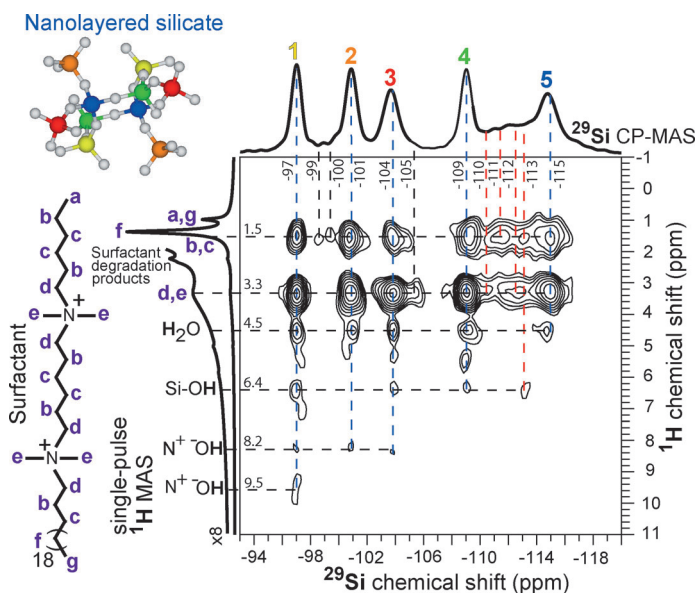 Nanolayered silicate
1 2 3 4 5
29Si CP-MAS
-97 -99 -100 -101 -104 -105 -109 -110 -111 -112 -113 -115
a
b
c
c
b
d
e N+ e
d
b
c
c
b
d
e N+ e
d
b
c
f
18
g
Surfactant
a,g
f
b,c
Surfactant
degradation
products
d,e
H2O
Si-OH
N+ -OH
N+ -OH
single-pulse
1H MAS
x8
1.5
3.3
4.5
6.4
8.2
9.5
-1
0
1
2
3
4
5
6
7
8
9
10
11
1H chemical shift (ppm)
-94 -98 -102 -106 -110 -114 -118
29Si chemical shift (ppm)